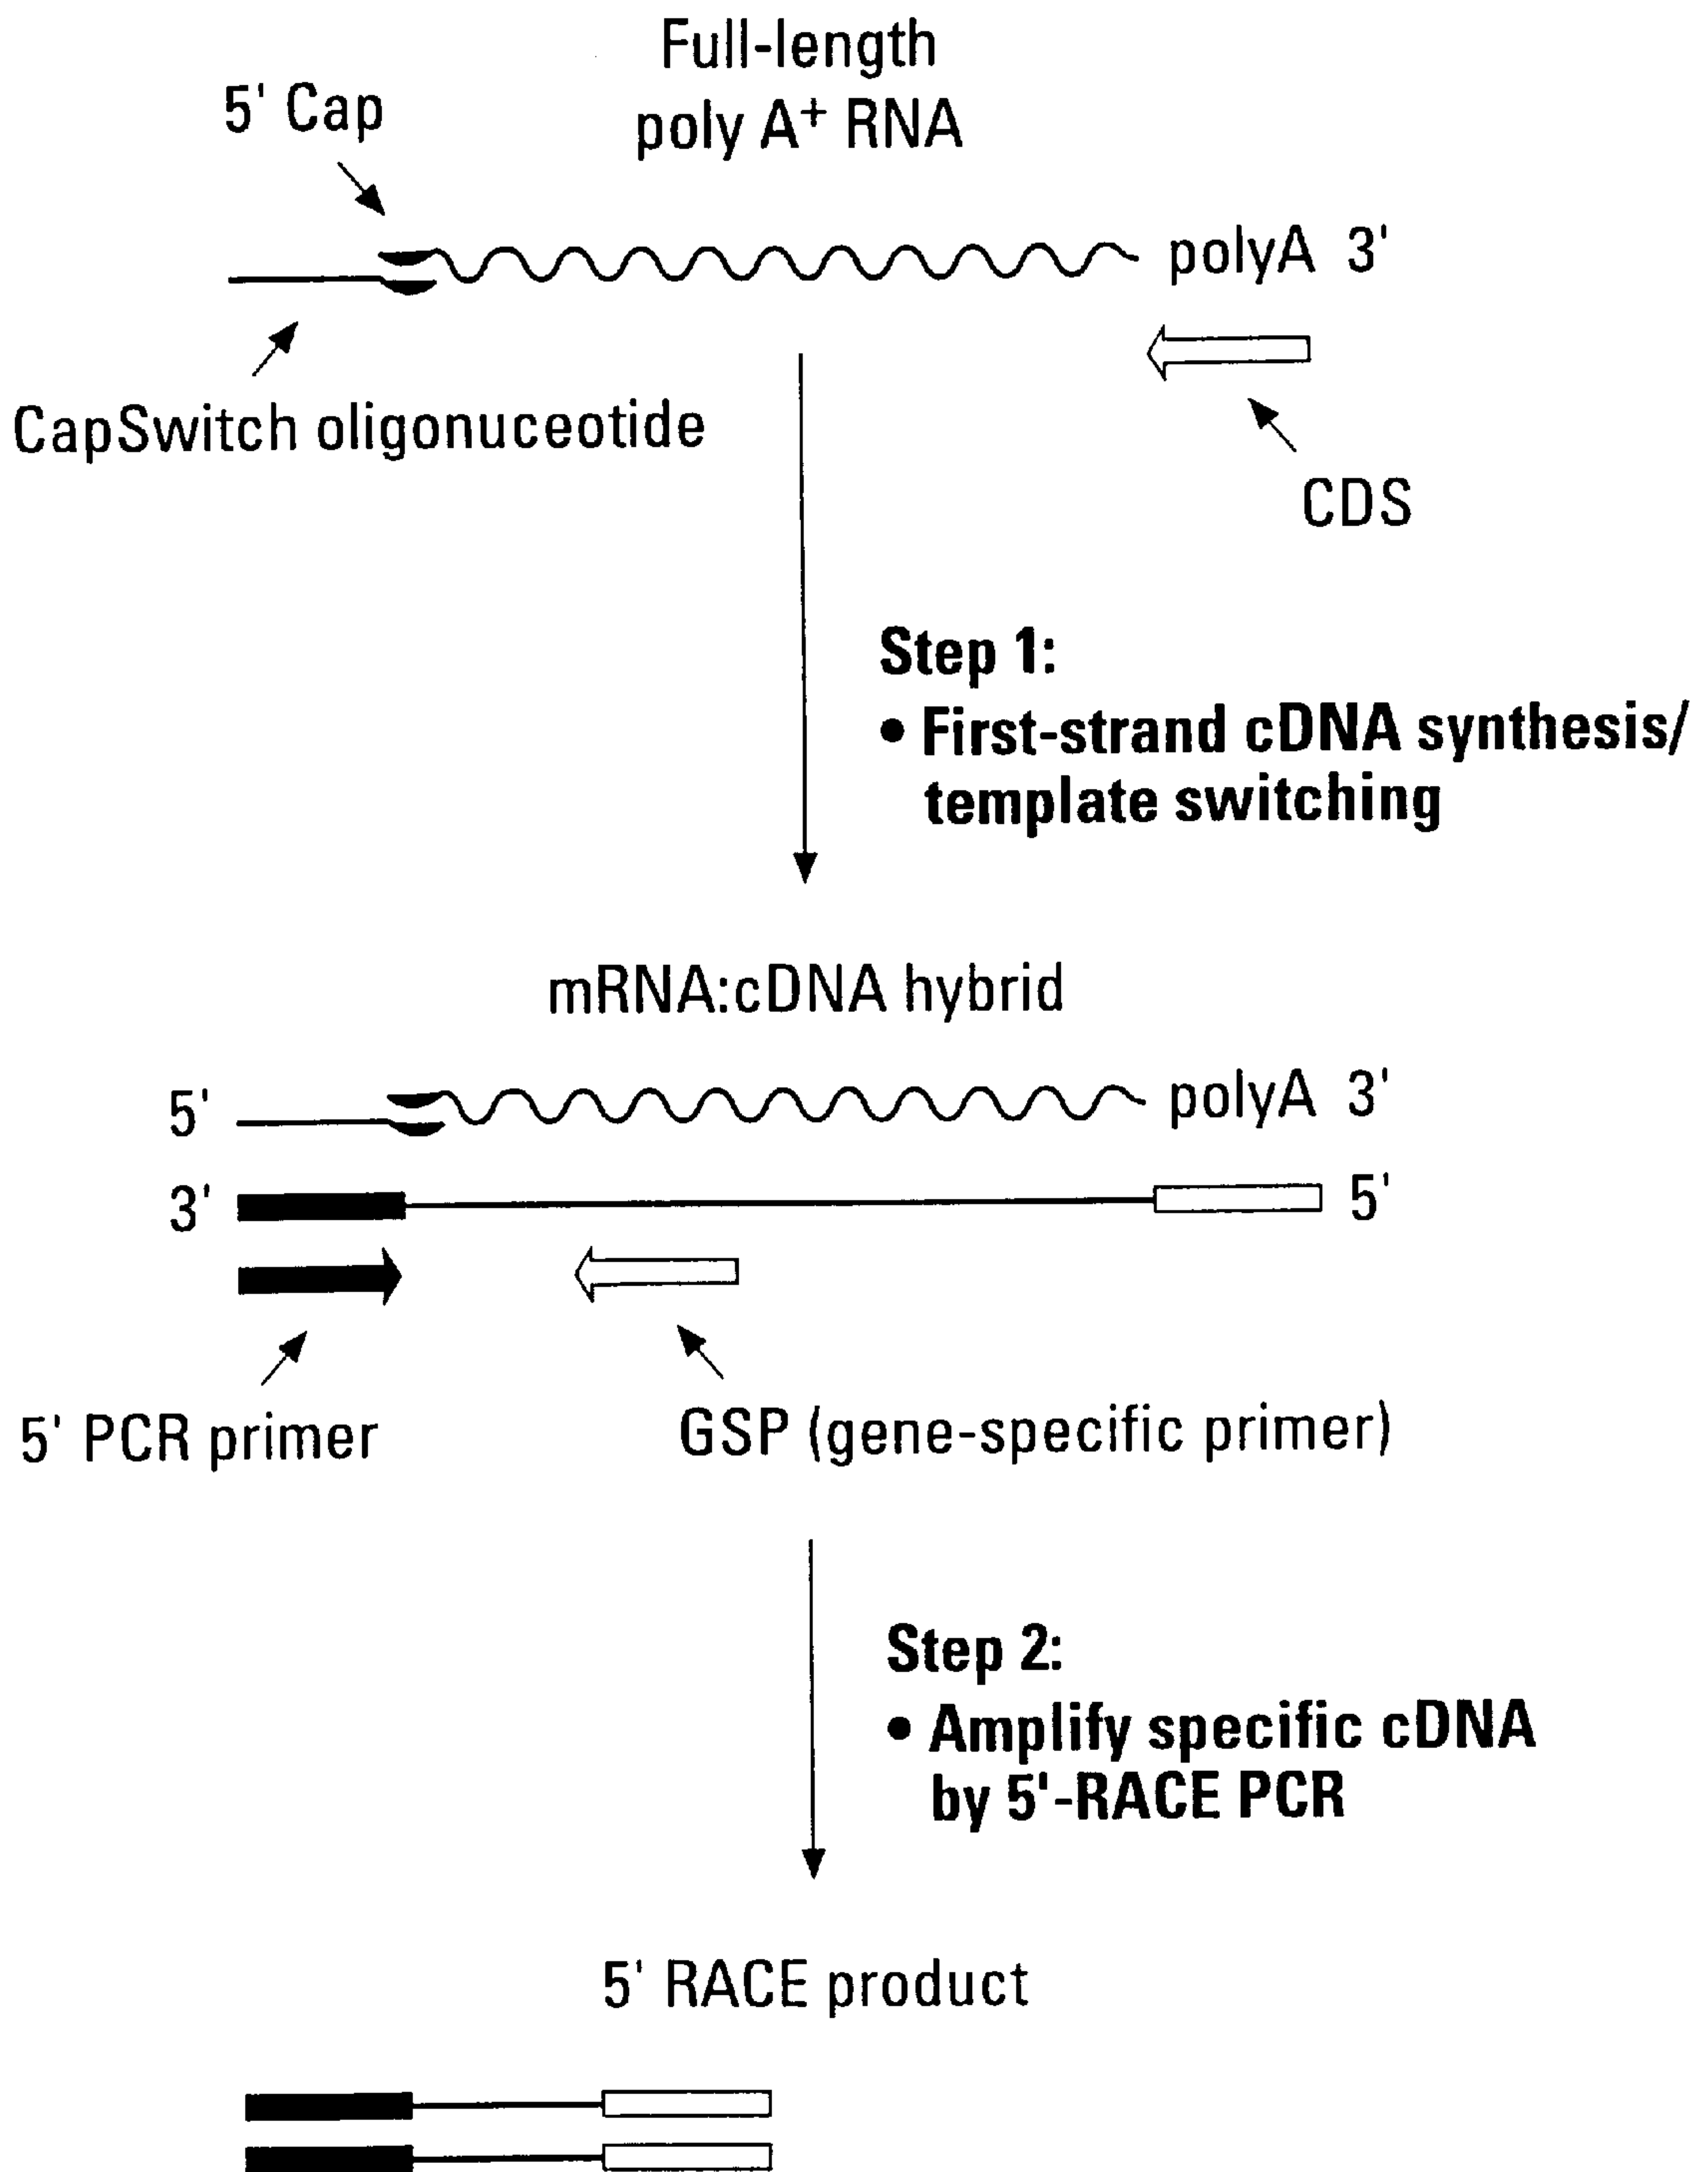 Full-length
poly A+ RNA
5' Cap
polyA 3'
CapSwitch oligonuceotide
CDS
Step 1:
• First-strand cDNA synthesis/
template switching
mRNA:cDNA hybrid
5'
polyA 3'
3'
5'
5' PCR primer
GSP (gene-specific primer)
Step 2:
• Amplify specific cDNA
by 5'-RACE PCR
5' RACE product